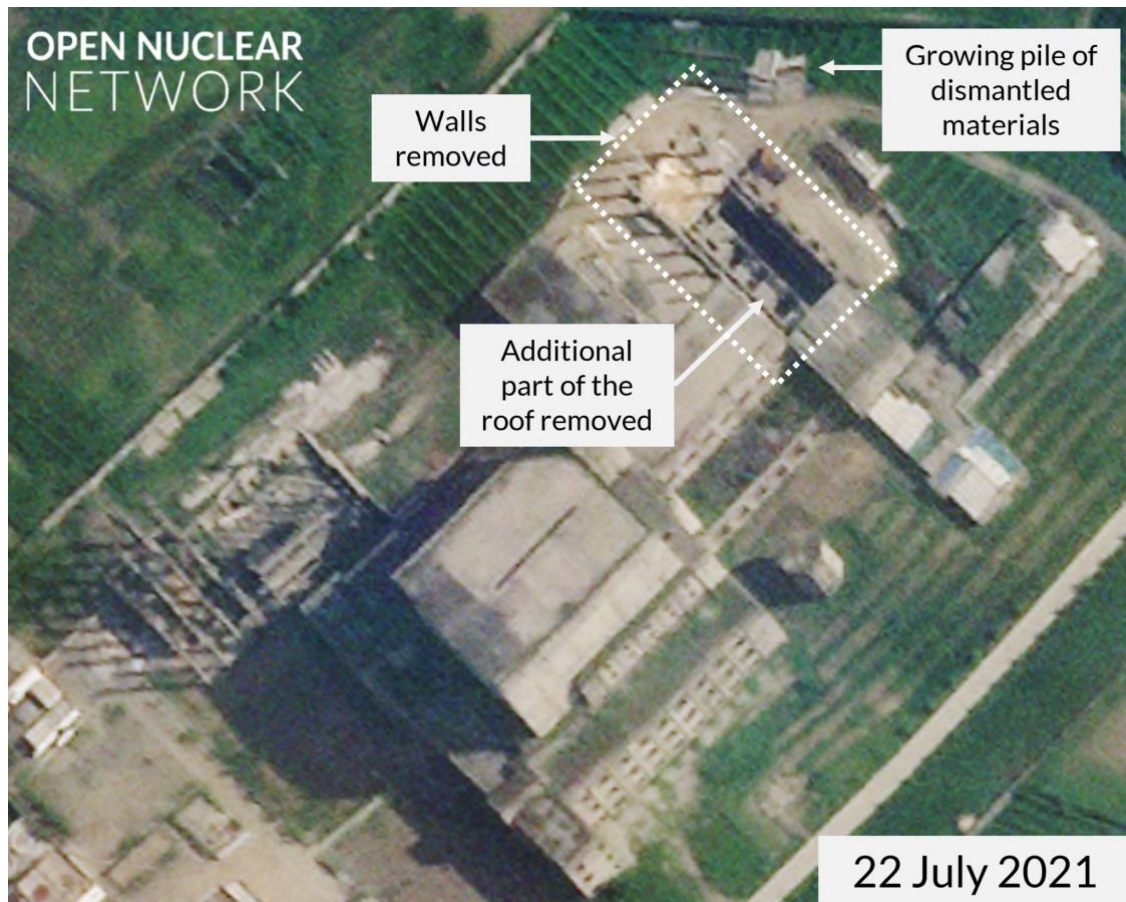 OPEN NUCLEAR
NETWORK
Growing pile of
dismantled
materials
Walls
removed
Additional
part of the
roof removed
22 July 2021